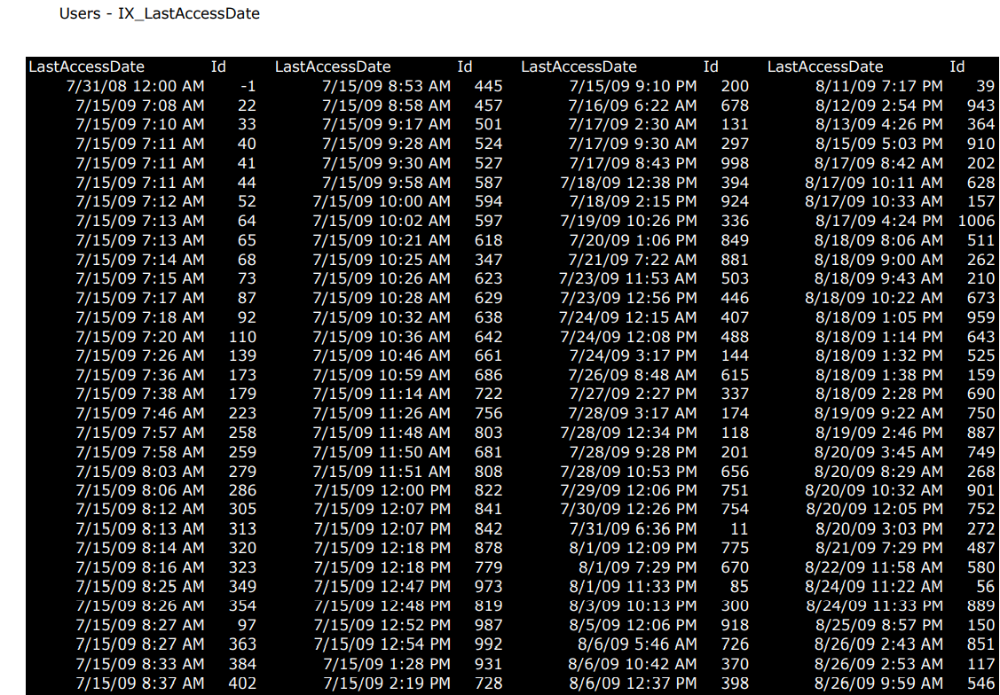 Users - IX_LastAccessDate
LastAccessDate Id LastAccessDate Id LastAccessDate Id LastAccessDate Id
7/31/08 12:00 AM -1 7/15/09 8:53 AM 445 7/15/09 9:10 PM 200 8/11/09 7:17 PM 39
7/15/09 7:08 AM 22 7/15/09 8:58 AM 457 7/16/09 6:22 AM 678 8/12/09 2:54 PM 943
7/15/09 7:10 AM 33 7/15/09 9:17 AM 501 7/17/09 2:30 AM 131 8/13/09 4:26 PM 364
7/15/09 7:11 AM 40 7/15/09 9:28 AM 524 7/17/09 9:30 AM 297 8/15/09 5:03 PM 910
7/15/09 7:11 AM 41 7/15/09 9:30 AM 527 7/17/09 8:43 PM 998 8/17/09 8:42 AM 202
7/15/09 7:11 AM 44 7/15/09 9:58 AM 587 7/18/09 12:38 PM 394 8/17/09 10:11 AM 628
7/15/09 7:12 AM 52 7/15/09 10:00 AM 594 7/18/09 2:15 PM 924 8/17/09 10:33 AM 157
7/15/09 7:13 AM 64 7/15/09 10:02 AM 597 7/19/09 10:26 PM 336 8/17/09 4:24 PM 1006
7/15/09 7:13 AM 65 7/15/09 10:21 AM 618 7/20/09 1:06 PM 849 8/18/09 8:06 AM 511
7/15/09 7:14 AM 68 7/15/09 10:25 AM 347 7/21/09 7:22 AM 881 8/18/09 9:00 AM 262
7/15/09 7:15 AM 73 7/15/09 10:26 AM 623 7/23/09 11:53 AM 503 8/18/09 9:43 AM 210
7/15/09 7:17 AM 87 7/15/09 10:28 AM 629 7/23/09 12:56 PM 446 8/18/09 10:22 AM 673
7/15/09 7:18 AM 92 7/15/09 10:32 AM 638 7/24/09 12:15 AM 407 8/18/09 1:05 PM 959
7/15/09 7:20 AM 110 7/15/09 10:36 AM 642 7/24/09 12:08 PM 488 8/18/09 1:14 PM 643
7/15/09 7:26 AM 139 7/15/09 10:46 AM 661 7/24/09 3:17 PM 144 8/18/09 1:32 PM 525
7/15/09 7:36 AM 173 7/15/09 10:59 AM 686 7/26/09 8:48 AM 615 8/18/09 1:38 PM 159
7/15/09 7:38 AM 179 7/15/09 11:14 AM 722 7/27/09 2:27 PM 337 8/18/09 2:28 PM 690
7/15/09 7:46 AM 223 7/15/09 11:26 AM 756 7/28/09 3:17 AM 174 8/19/09 9:22 AM 750
7/15/09 7:57 AM 258 7/15/09 11:48 AM 803 7/28/09 12:34 PM 118 8/19/09 2:46 PM 887
7/15/09 7:58 AM 259 7/15/09 11:50 AM 681 7/28/09 9:28 PM 201 8/20/09 3:45 AM 749
7/15/09 8:03 AM 279 7/15/09 11:51 AM 808 7/28/09 10:53 PM 656 8/20/09 8:29 AM 268
7/15/09 8:06 AM 286 7/15/09 12:00 PM 822 7/29/09 12:06 PM 751 8/20/09 10:32 AM 901
7/15/09 8:12 AM 305 7/15/09 12:07 PM 841 7/30/09 12:26 PM 754 8/20/09 12:05 PM 752
7/15/09 8:13 AM 313 7/15/09 12:07 PM 842 7/31/09 6:36 PM 11 8/20/09 3:03 PM 272
7/15/09 8:14 AM 320 7/15/09 12:18 PM 878 8/1/09 12:09 PM 775 8/21/09 7:29 PM 487
7/15/09 8:16 AM 323 7/15/09 12:18 PM 779 8/1/09 7:29 PM 670 8/22/09 11:58 AM 580
7/15/09 8:25 AM 349 7/15/09 12:47 PM 973 8/1/09 11:33 PM 85 8/24/09 11:22 AM 56
7/15/09 8:26 AM 354 7/15/09 12:48 PM 819 8/3/09 10:13 PM 300 8/24/09 11:33 PM 889
7/15/09 8:27 AM 97 7/15/09 12:52 PM 987 8/5/09 12:06 PM 918 8/25/09 8:57 PM 150
7/15/09 8:27 AM 363 7/15/09 12:54 PM 992 8/6/09 5:46 AM 726 8/26/09 2:43 AM 851
7/15/09 8:33 AM 384 7/15/09 1:28 PM 931 8/6/09 10:42 AM 370 8/26/09 2:53 AM 117
7/15/09 8:37 AM 402 7/15/09 2:19 PM 728 8/6/09 12:37 PM 398 8/26/09 9:59 AM 546